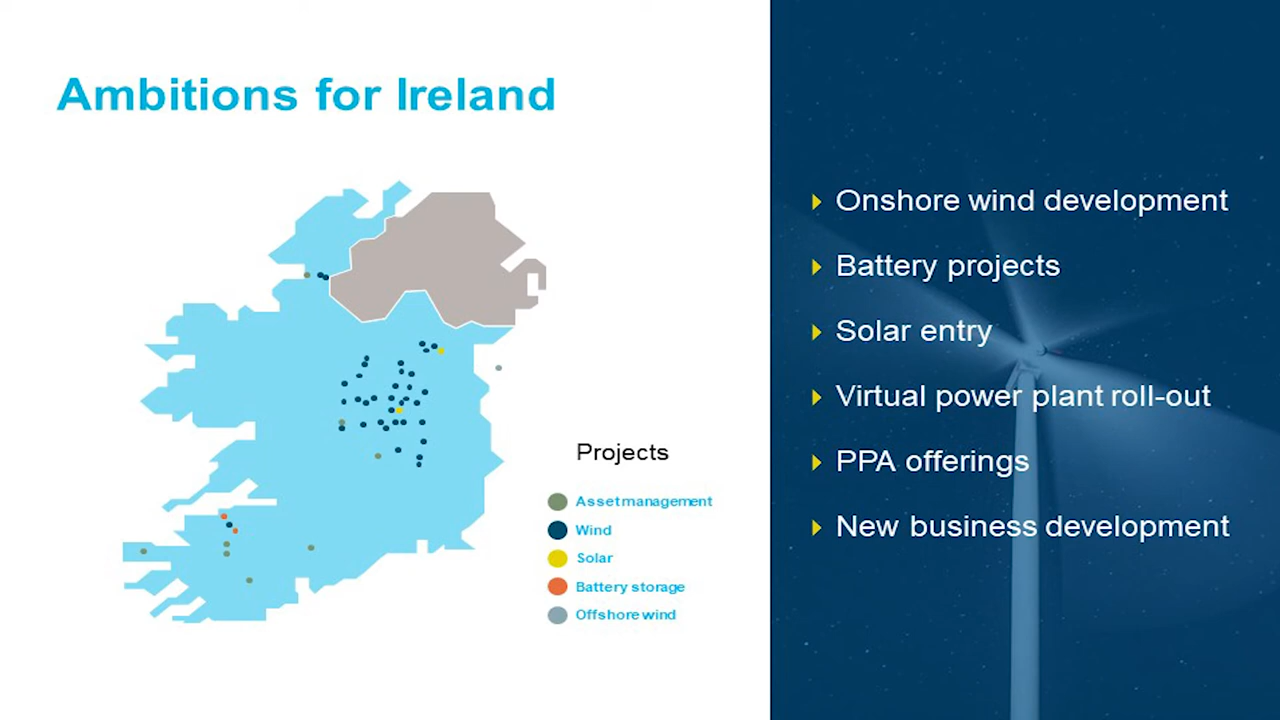 Ambitions for Ireland
Projects
Asset management
Wind
Solar
Battery storage
Offshore wind
Onshore wind development
Battery projects
Solar entry
Virtual power plant roll-out
PPA offerings
New business development